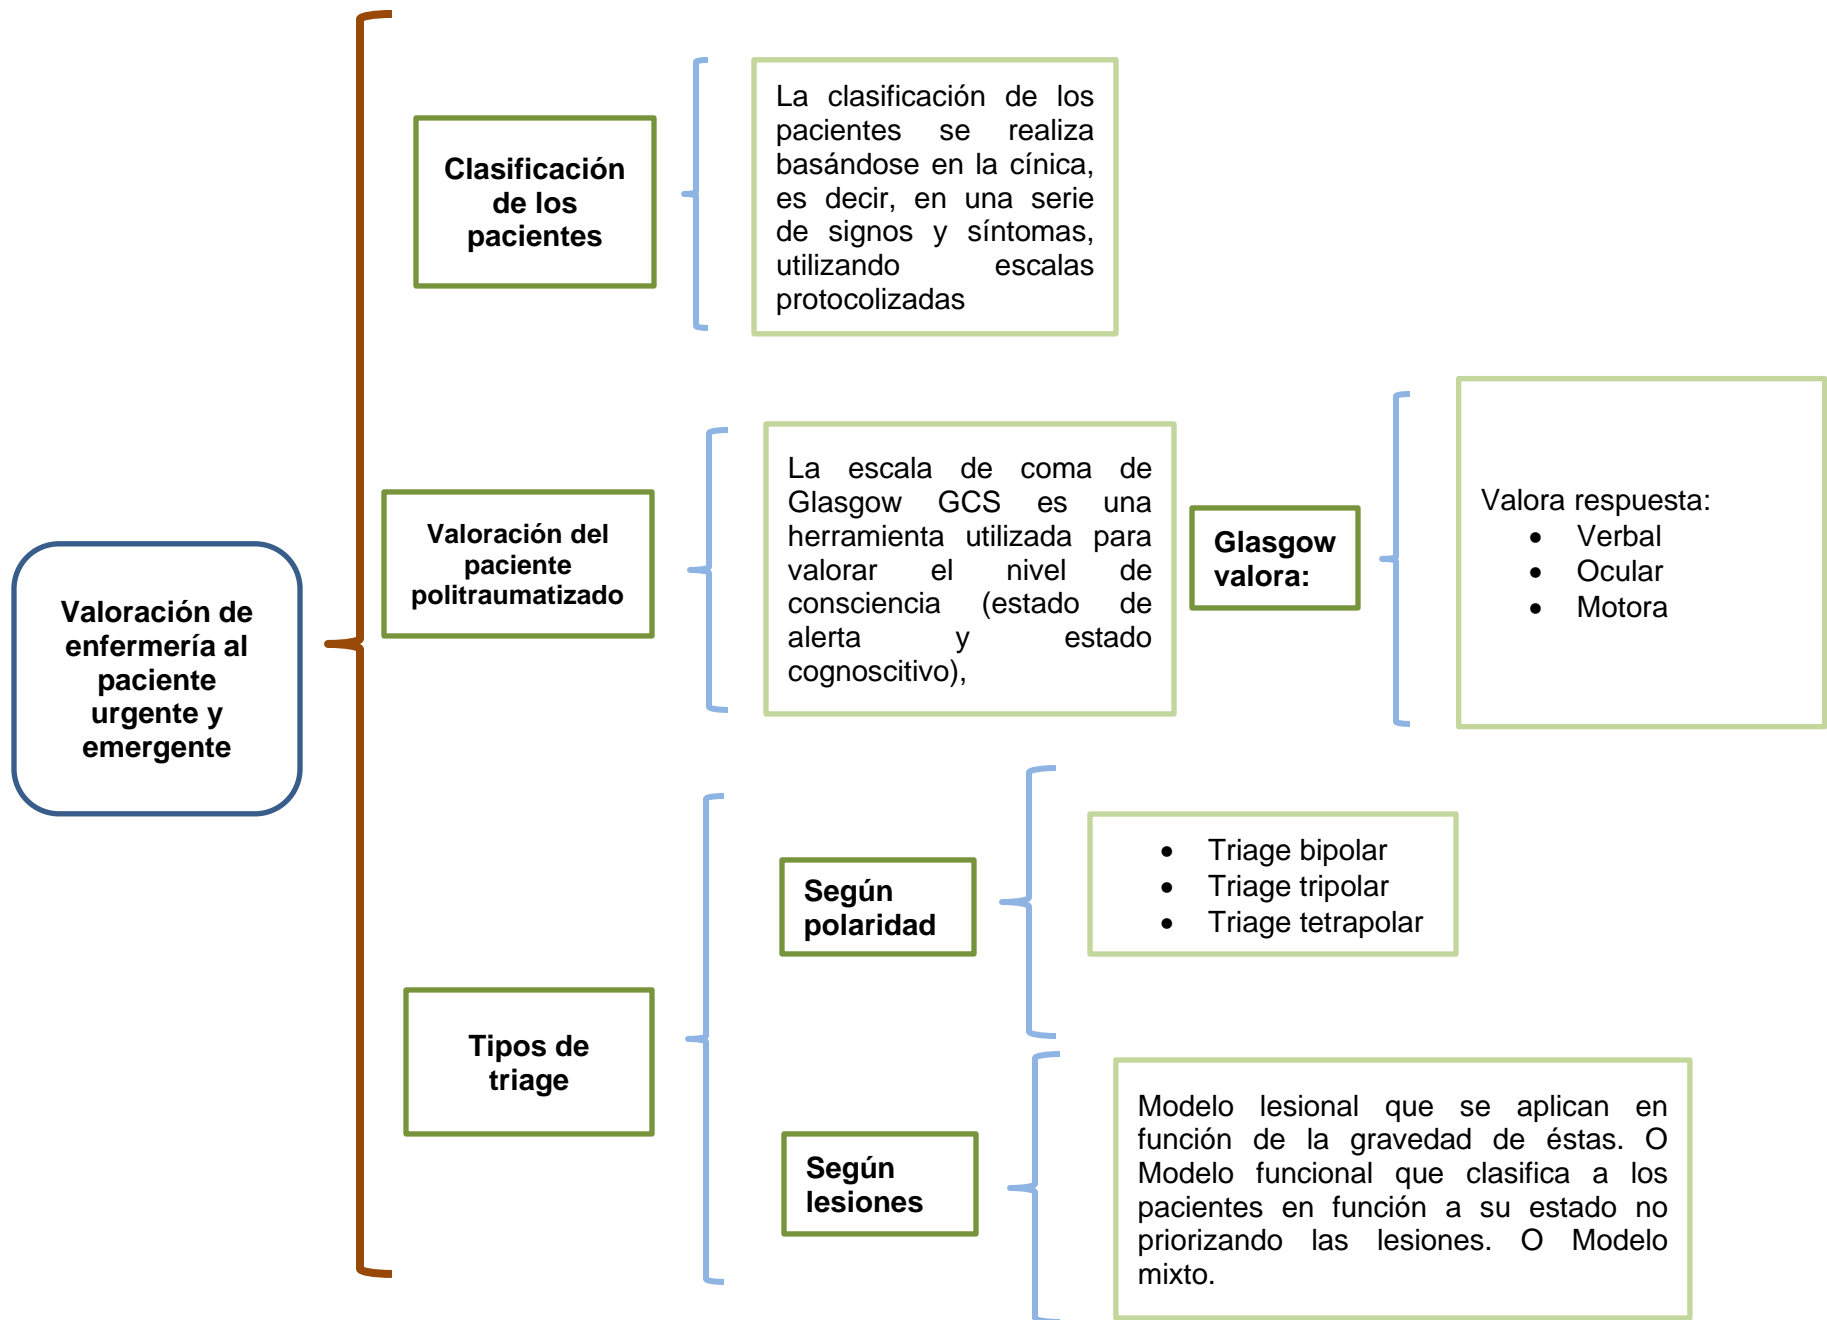 Valoración de
enfermería al
paciente
urgente y
emergente
Clasificación
de los
pacientes
La clasificación de los
pacientes se realiza
basándose en la cínica,
es decir, en una serie
de signos y síntomas,
utilizando escalas
protocolizadas
Valoración del
paciente
politraumatizado
La escala de coma de
Glasgow GCS es una
herramienta utilizada para
valorar el nivel de
consciencia (estado de
alerta y estado
cognoscitivo),
Glasgow
valora:
Valora respuesta:
• Verbal
• Ocular
• Motora
Tipos de
triage
Según
polaridad
• Triage bipolar
• Triage tripolar
• Triage tetrapolar
Según
lesiones
Modelo lesional que se aplican en
función de la gravedad de éstas. O
Modelo funcional que clasifica a los
pacientes en función a su estado no
priorizando las lesiones. O Modelo
mixto.